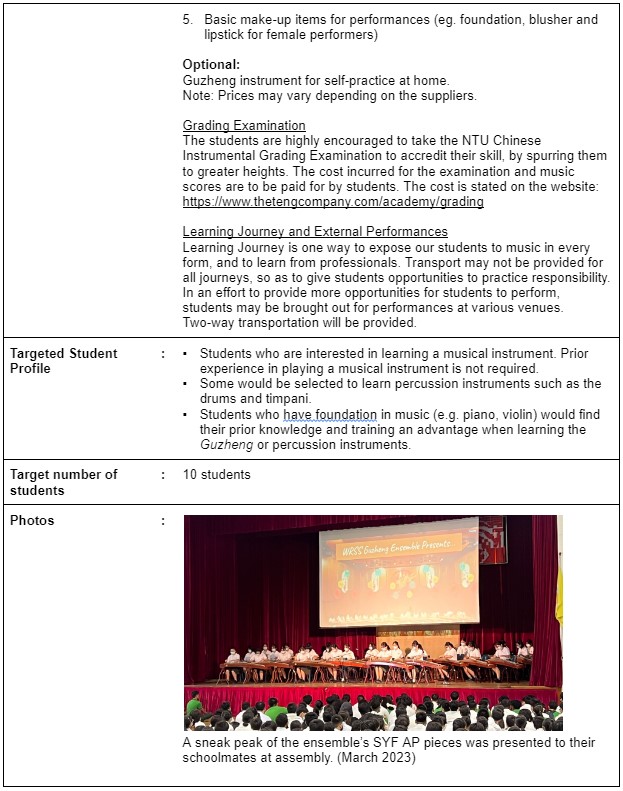 5. Basic make-up items for performances (eg. foundation, blusher and
lipstick for female performers)
Optional:
Guzheng instrument for self-practice at home.
Note: Prices may vary depending on the suppliers.
Grading Examination
The students are highly encouraged to take the NTU Chinese
Instrumental Grading Examination to accredit their skill, by spurring them
to greater heights. The cost incurred for the examination and music
scores are to be paid for by students. The cost is stated on the website:
https://www.thetengcompany.com/academy/grading
Learning Journey and External Performances
Learning Journey is one way to expose our students to music in every
form, and to learn from professionals. Transport may not be provided for
all journeys, so as to give students opportunities to practice responsibility.
In an effort to provide more opportunities for students to perform,
students may be brought out for performances at various venues.
Two-way transportation will be provided.
Targeted Student
Profile
:
▪ Students who are interested in learning a musical instrument. Prior
experience in playing a musical instrument is not required.
▪ Some would be selected to learn percussion instruments such as the
drums and timpani.
▪ Students who have foundation in music (e.g. piano, violin) would find
their prior knowledge and training an advantage when learning the
Guzheng or percussion instruments.
Target number of
students
:
10 students
Photos
:
WRSS Guzheng Ensemble Presents
A sneak peak of the ensemble's SYF AP pieces was presented to their
schoolmates at assembly. (March 2023)